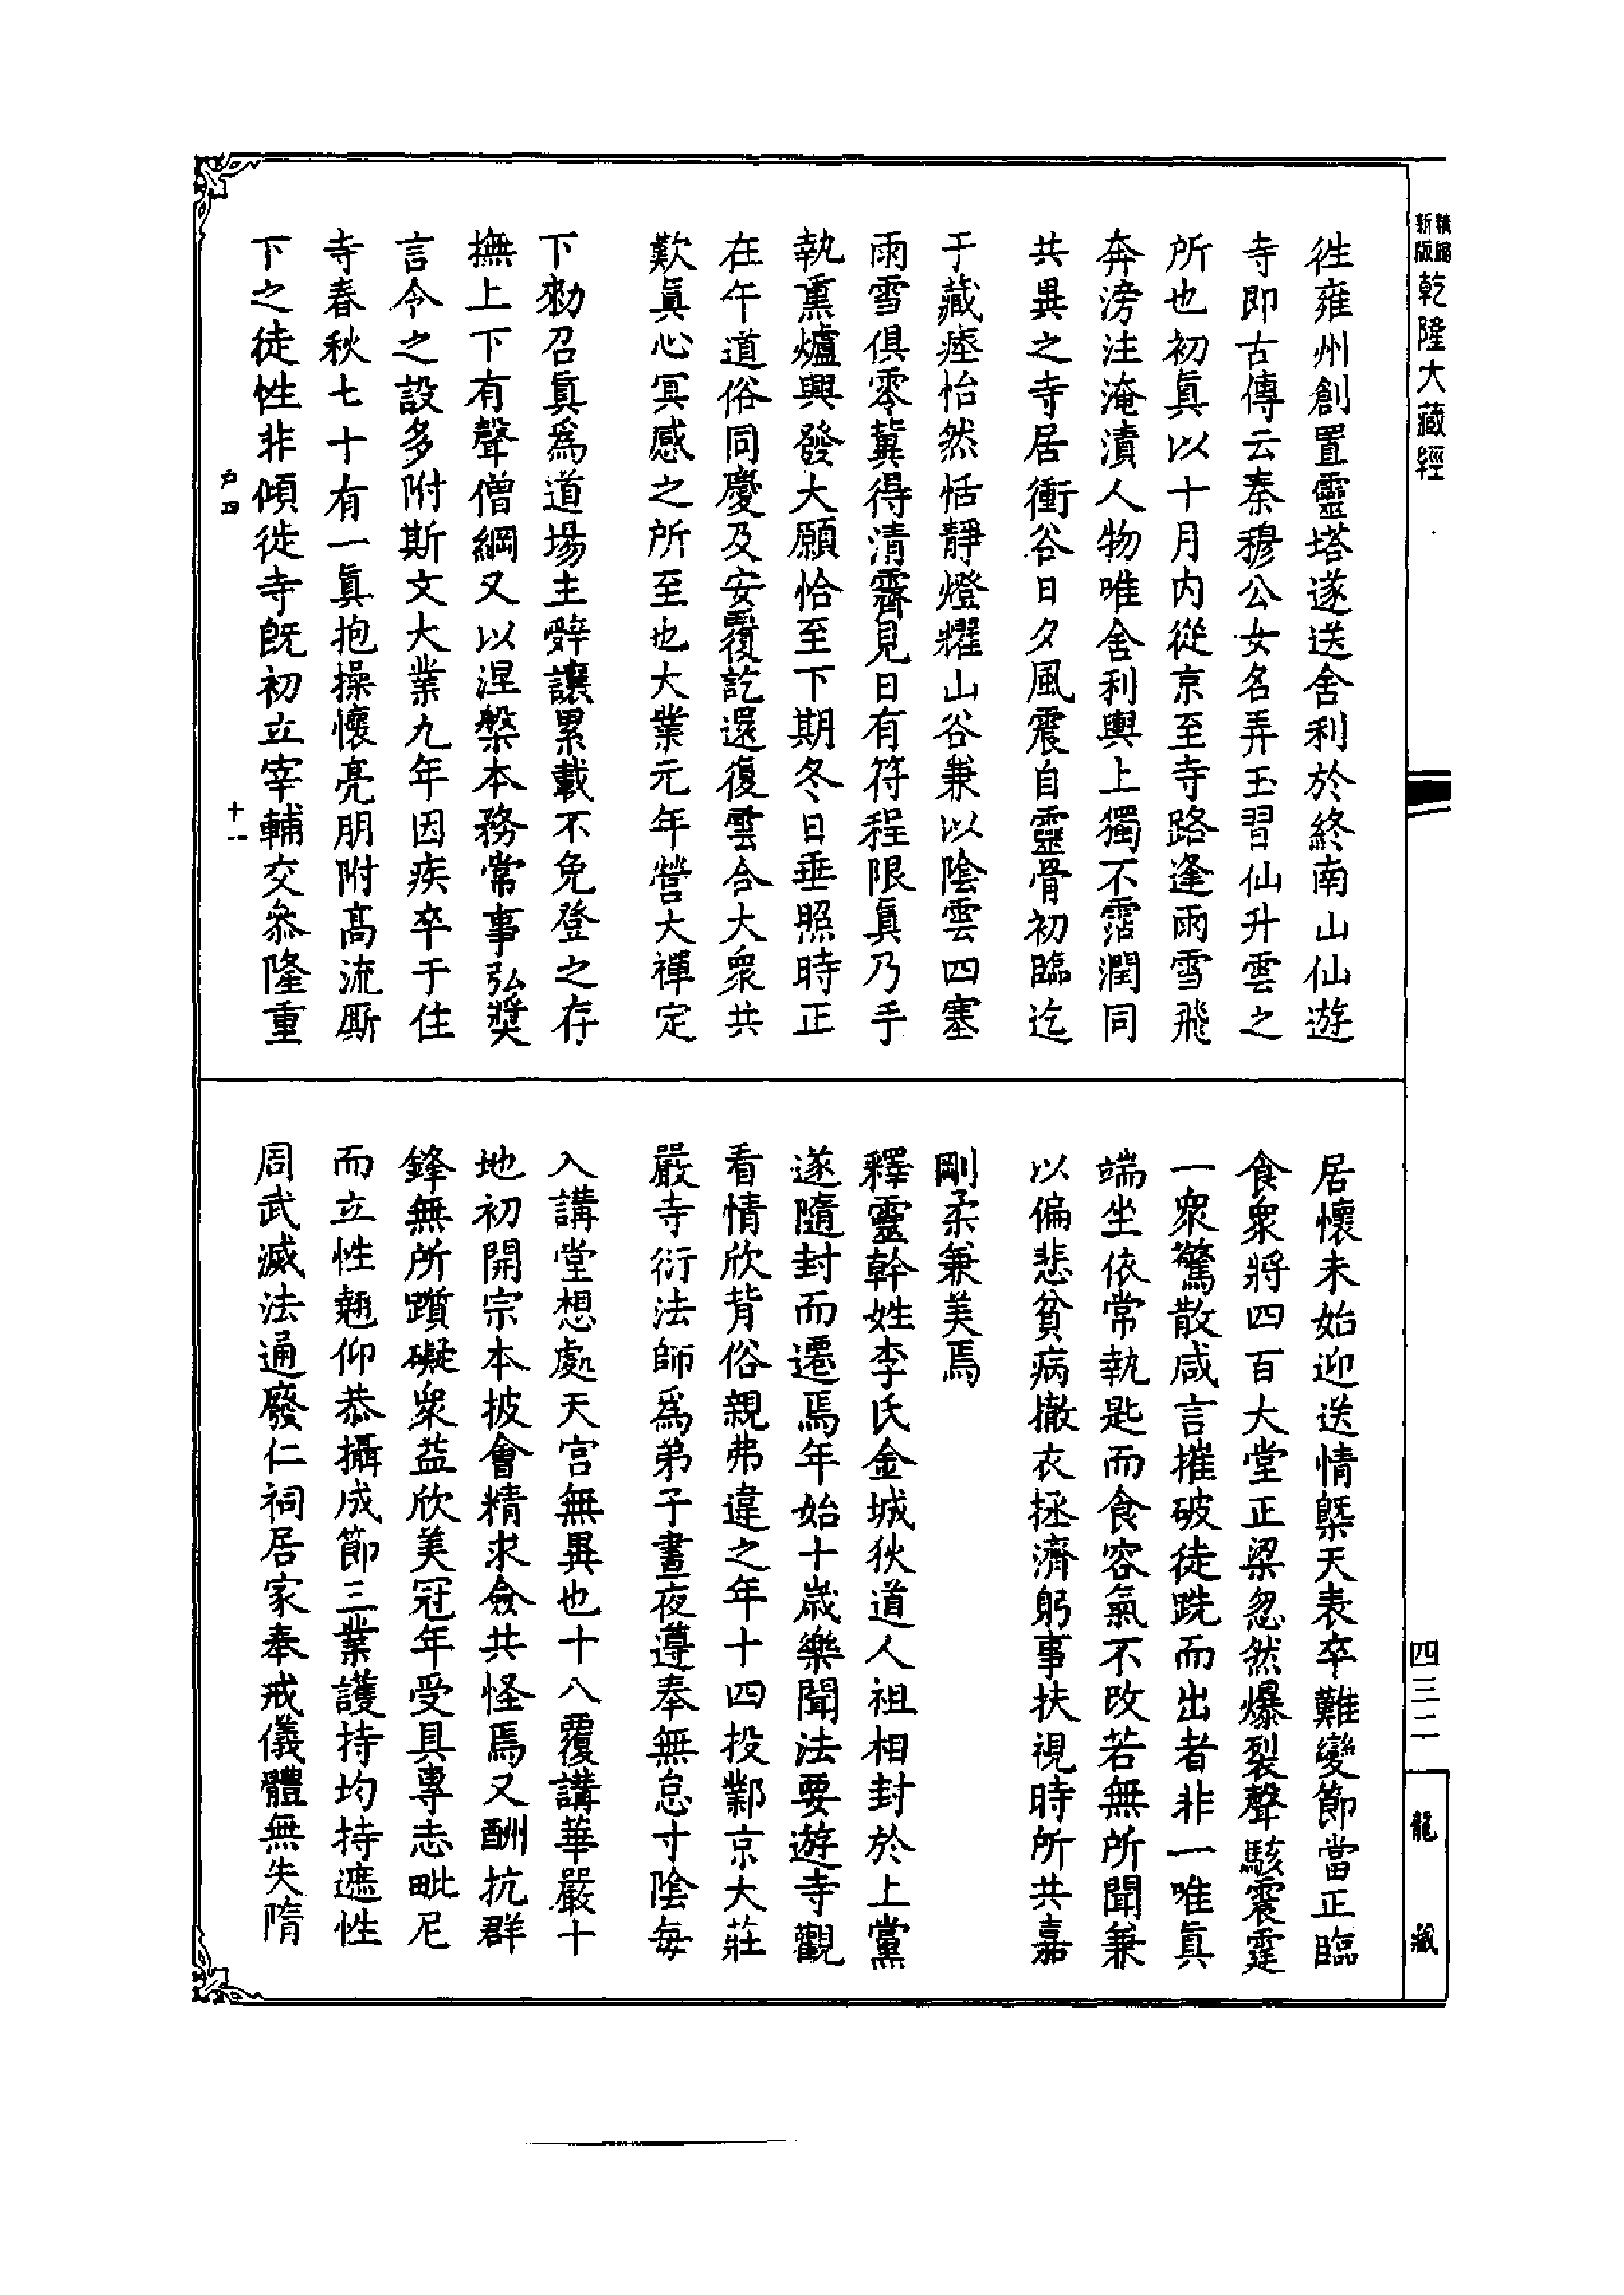 新編
新版
乾隆大藏經
往雍州創置靈塔遂送舍利於終南山仙遊
寺即古傳云秦穆公女名弄玉習仙升雲之
所也初眞以十月内從京至寺路逢雨雪飛
奔滂注淹漬人物唯舍利輿上獨不霑潤同
共異之寺居衝谷日夕風震自靈骨初臨迄
于藏瘞怡然恬靜燈耀山谷兼以陰雲四塞
雨雪俱零冀得清霽見日有符程限眞乃手
執熏爐興發大願恰至下期冬日垂照時正
在午道俗同慶及安覆訖還復雲合大衆共
歎眞心冥感之所至也大業元年營大禪定
下勑召眞爲道場主辭讓累載不免登之存
撫上下有聲僧綱又以涅槃本務常事弘奬
言令之設多附斯文大業九年因疾卒于住
寺春秋七十有一眞抱操懷亮朋附高流厮
下之徒性非傾徙寺旣初立宰輔交叅隆重
户四
十一
居懷未始迎送情槩天表卒難變節當正臨
食衆將四百大堂正梁忽然爆裂聲駭震霆
一衆驚散咸言摧破徒跣而出者非一唯眞
端坐依常執匙而食容氣不改若無所聞兼
以偏悲貧病撤衣拯濟躬事扶視時所共嘉
剛柔兼美焉
釋靈幹姓李氏金城狄道人祖相封於上黨
遂隨封而遷焉年始十歲樂聞法要遊寺觀
看情欣背俗親弗違之年十四投鄴京大莊
嚴寺衍法師爲弟子晝夜遵奉無怠寸陰每
入講堂想處天宮無異也十八覆講華嚴十
地初開宗本披會精求僉共怪焉又酬抗群
鋒無所躓礙衆益欣美冠年受具專志毗尼
而立性翹仰恭攝成節三業護持均持遮性
周武滅法通廢仁祠居家奉戒儀體無失隋
四三二
龍藏